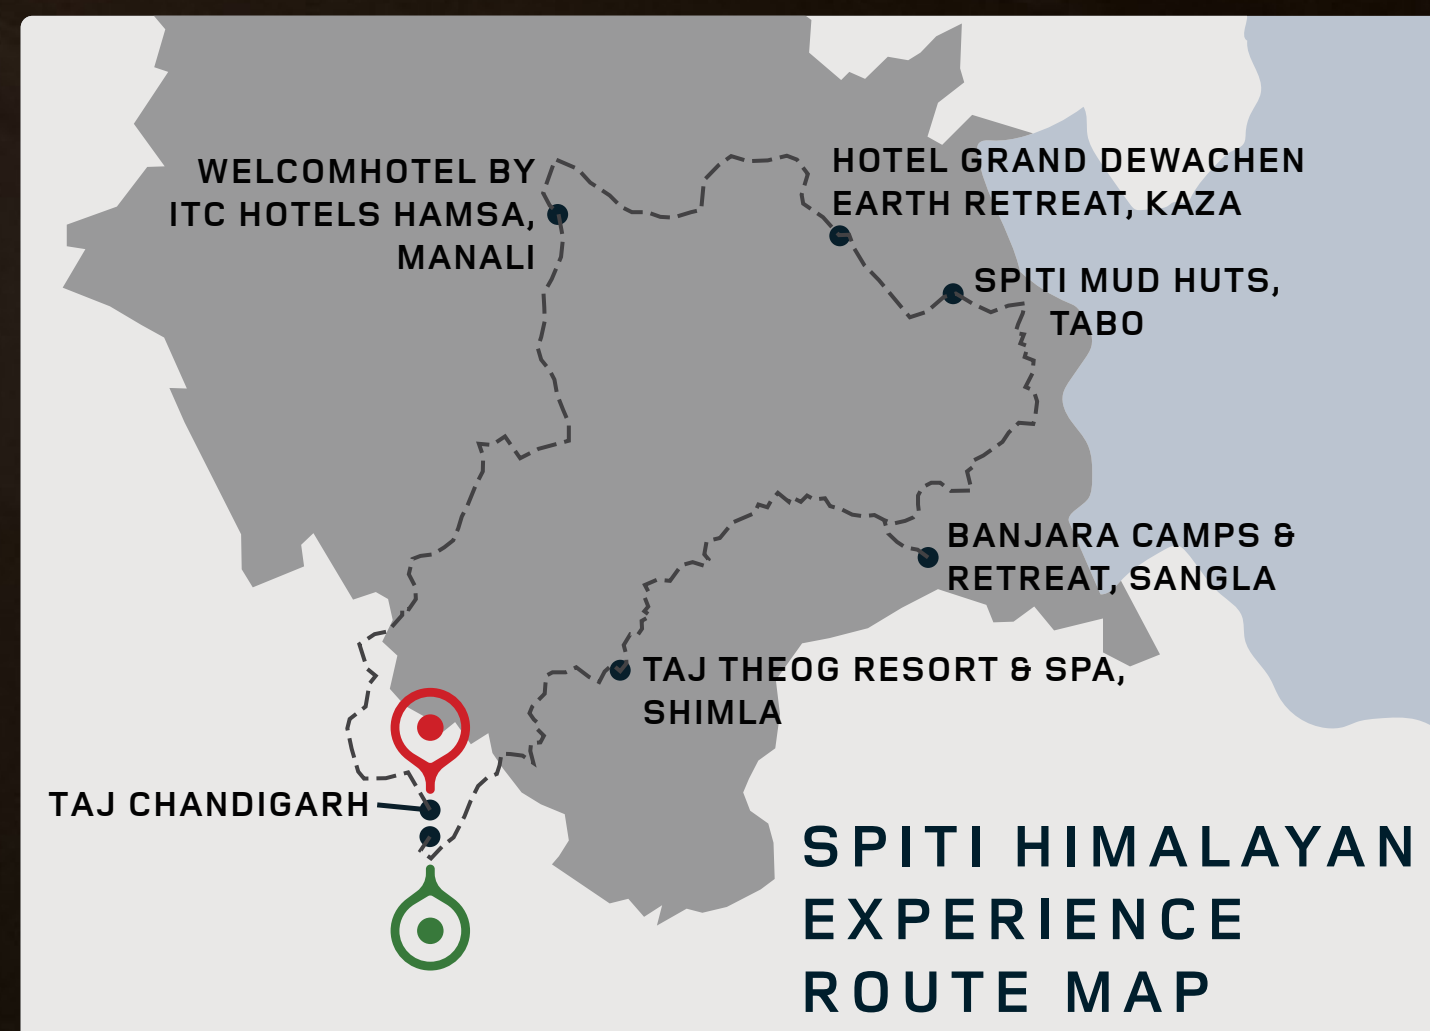 WELCOMHOTEL BY
ITC HOTELS HAMSA,
MANALI
HOTEL GRAND DEWACHEN
EARTH RETREAT, KAZA
SPITI MUD HUTS,
TABO
BANJARA CAMPS &
RETREAT, SANGLA
TAJ THEOG RESORT & SPA,
SHIMLA
TAJ CHANDIGARH
SPITI HIMALAYAN
EXPERIENCE
ROUTE MAP